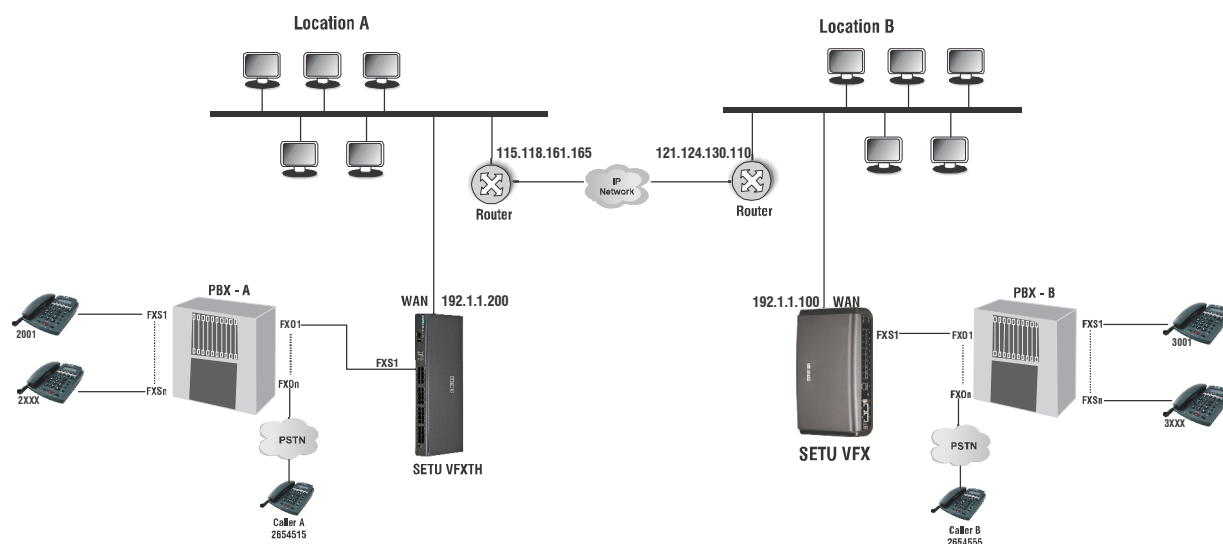 Location A
Location B
115.118.161.165
121.124.130.110
IP
Network
Router
Router
PBX - A
WAN 192.1.1.200
192.1.1.100 WAN
PBX - B
FXS1
FXO1
FXS1
FXO1
FXS1
2001
3001
FXS1
FXOn
FXOn
FXSn
FXSn
2XXX
3XXX
PSTN
PSTN
SETU VFXTH
SETU VFX
Caller A
2654515
Caller B
2654555